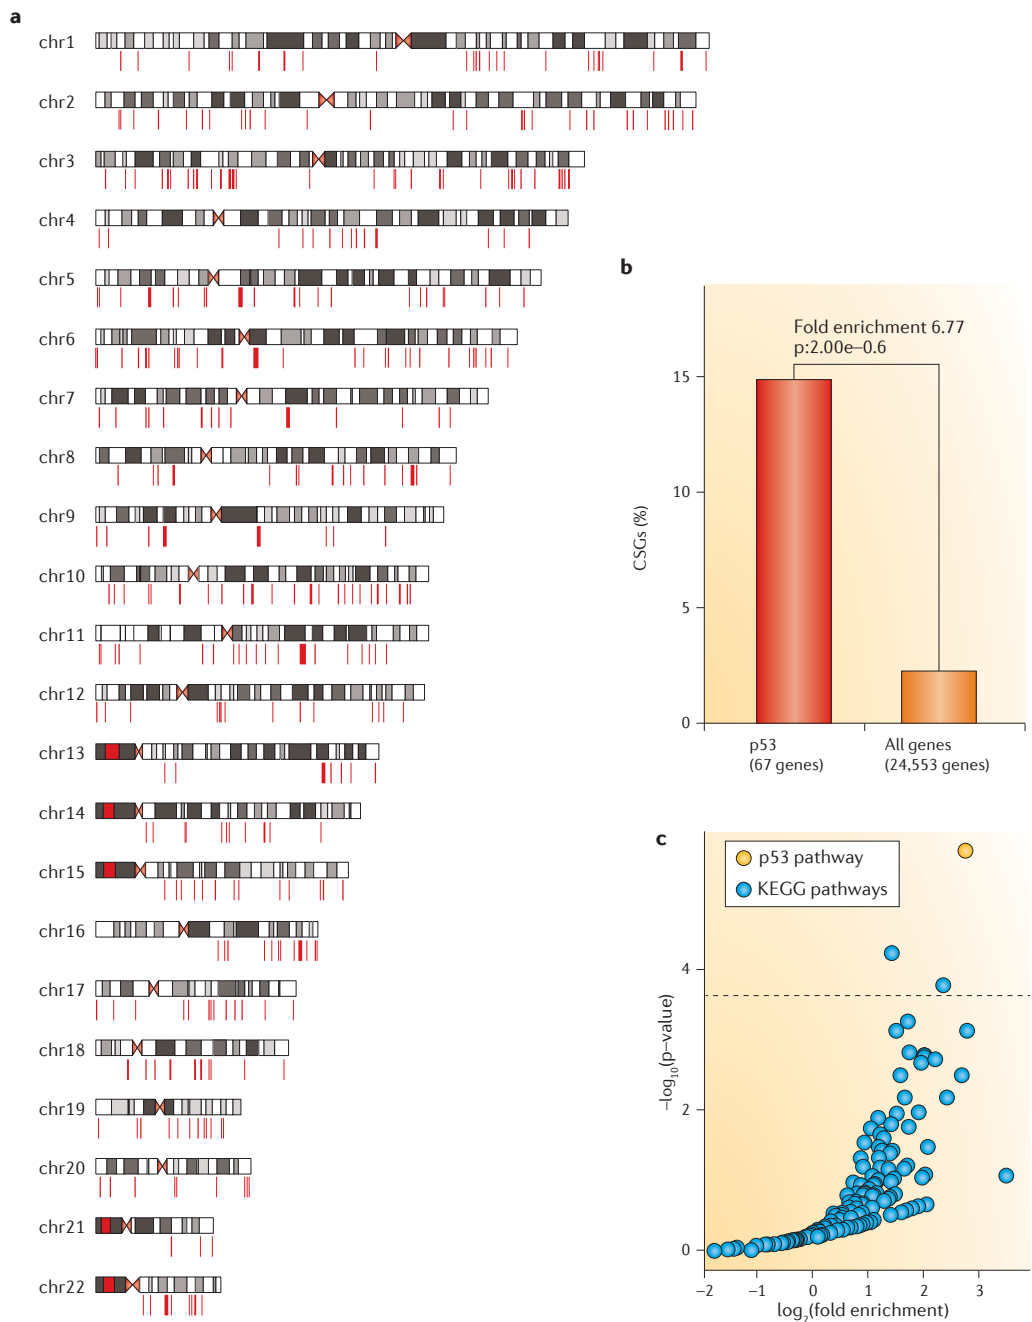 a
chr1
chr2
chr3
chr4
chr5
chr6
chr7
chr8
chr9
chr10
chr11
chr12
chr13
chr14
chr15
chr16
chr17
chr18
chr19
chr20
chr21
chr22
b
Fold enrichment 6.77
p:2.00e–0.6
15
10
5
0
CSGs (%)
p53
(67 genes)
All genes
(24,553 genes)
c
p53 pathway
KEGG pathways
4
2
0
–log10(p–value)
–2 –1 0 1 2 3
log2(fold enrichment)